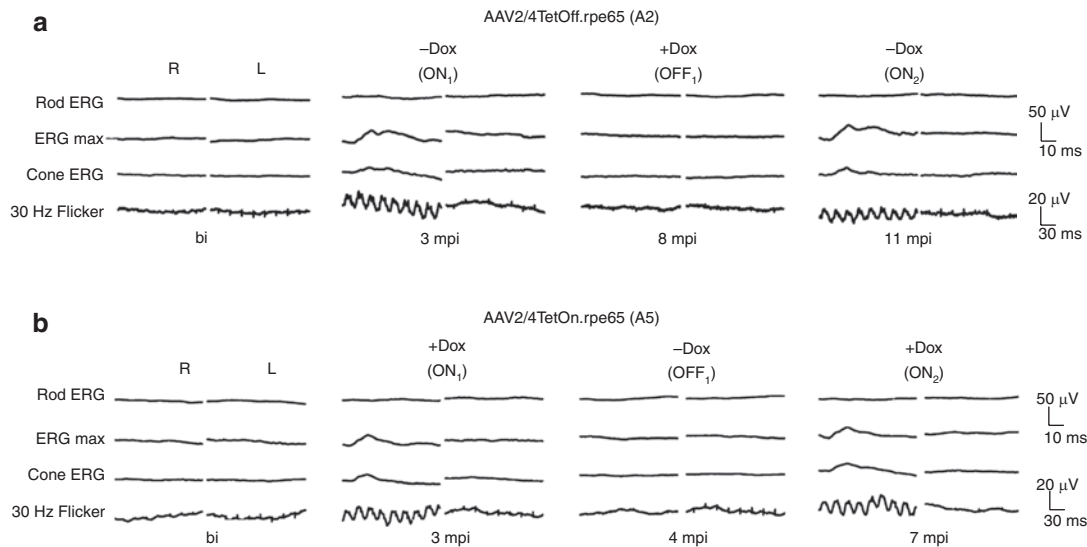 a
AAV2/4TetOff.rpe65 (A2)
R L
–Dox
(ON₁)
+Dox
(OFF₁)
–Dox
(ON₂)
Rod ERG
ERG max
Cone ERG
30 Hz Flicker
50 μV
10 ms
20 μV
30 ms
bi 3 mpi 8 mpi 11 mpi
b
AAV2/4TetOn.rpe65 (A5)
R L
+Dox
(ON₁)
–Dox
(OFF₁)
+Dox
(ON₂)
Rod ERG
ERG max
Cone ERG
30 Hz Flicker
50 μV
10 ms
20 μV
30 ms
bi 3 mpi 4 mpi 7 mpi